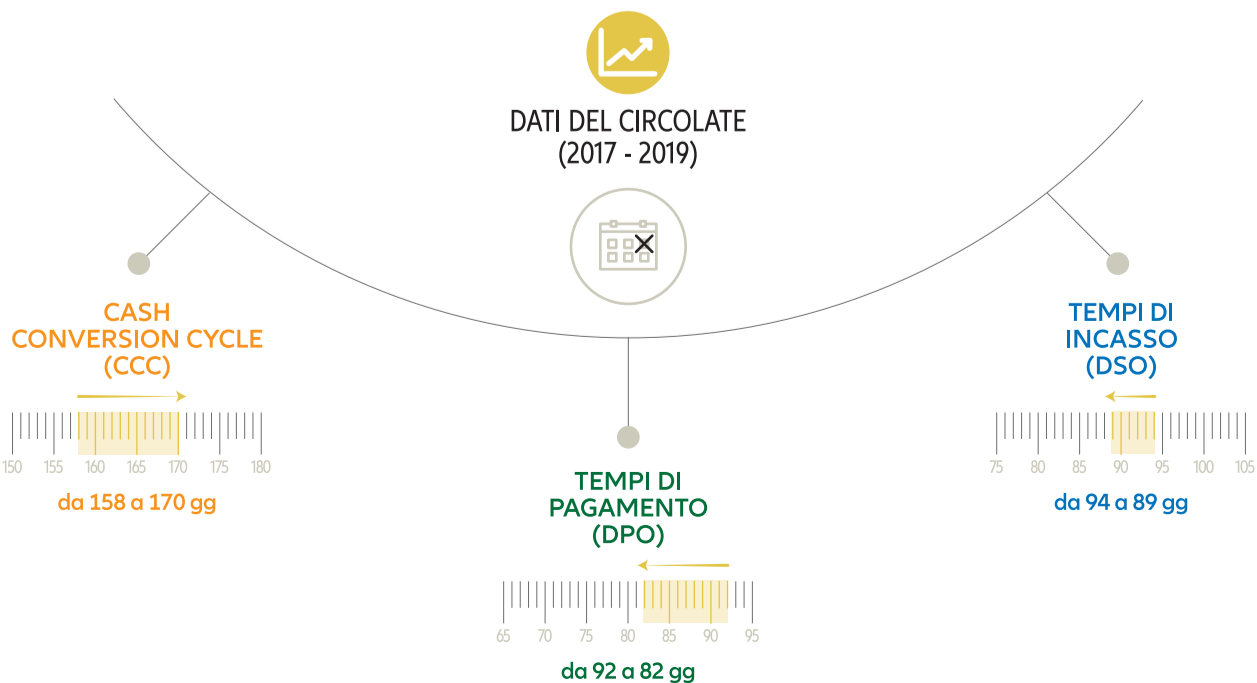 DATI DEL CIRCOLATE
(2017 - 2019)
CASH
CONVERSION CYCLE
(CCC)
150 155 160 165 170 175 180
da 158 a 170 gg
TEMPI DI
PAGAMENTO
(DPO)
65 70 75 80 85 90 95
da 92 a 82 gg
TEMPI DI
INCASSO
(DSO)
75 80 85 90 95 100 105
da 94 a 89 gg